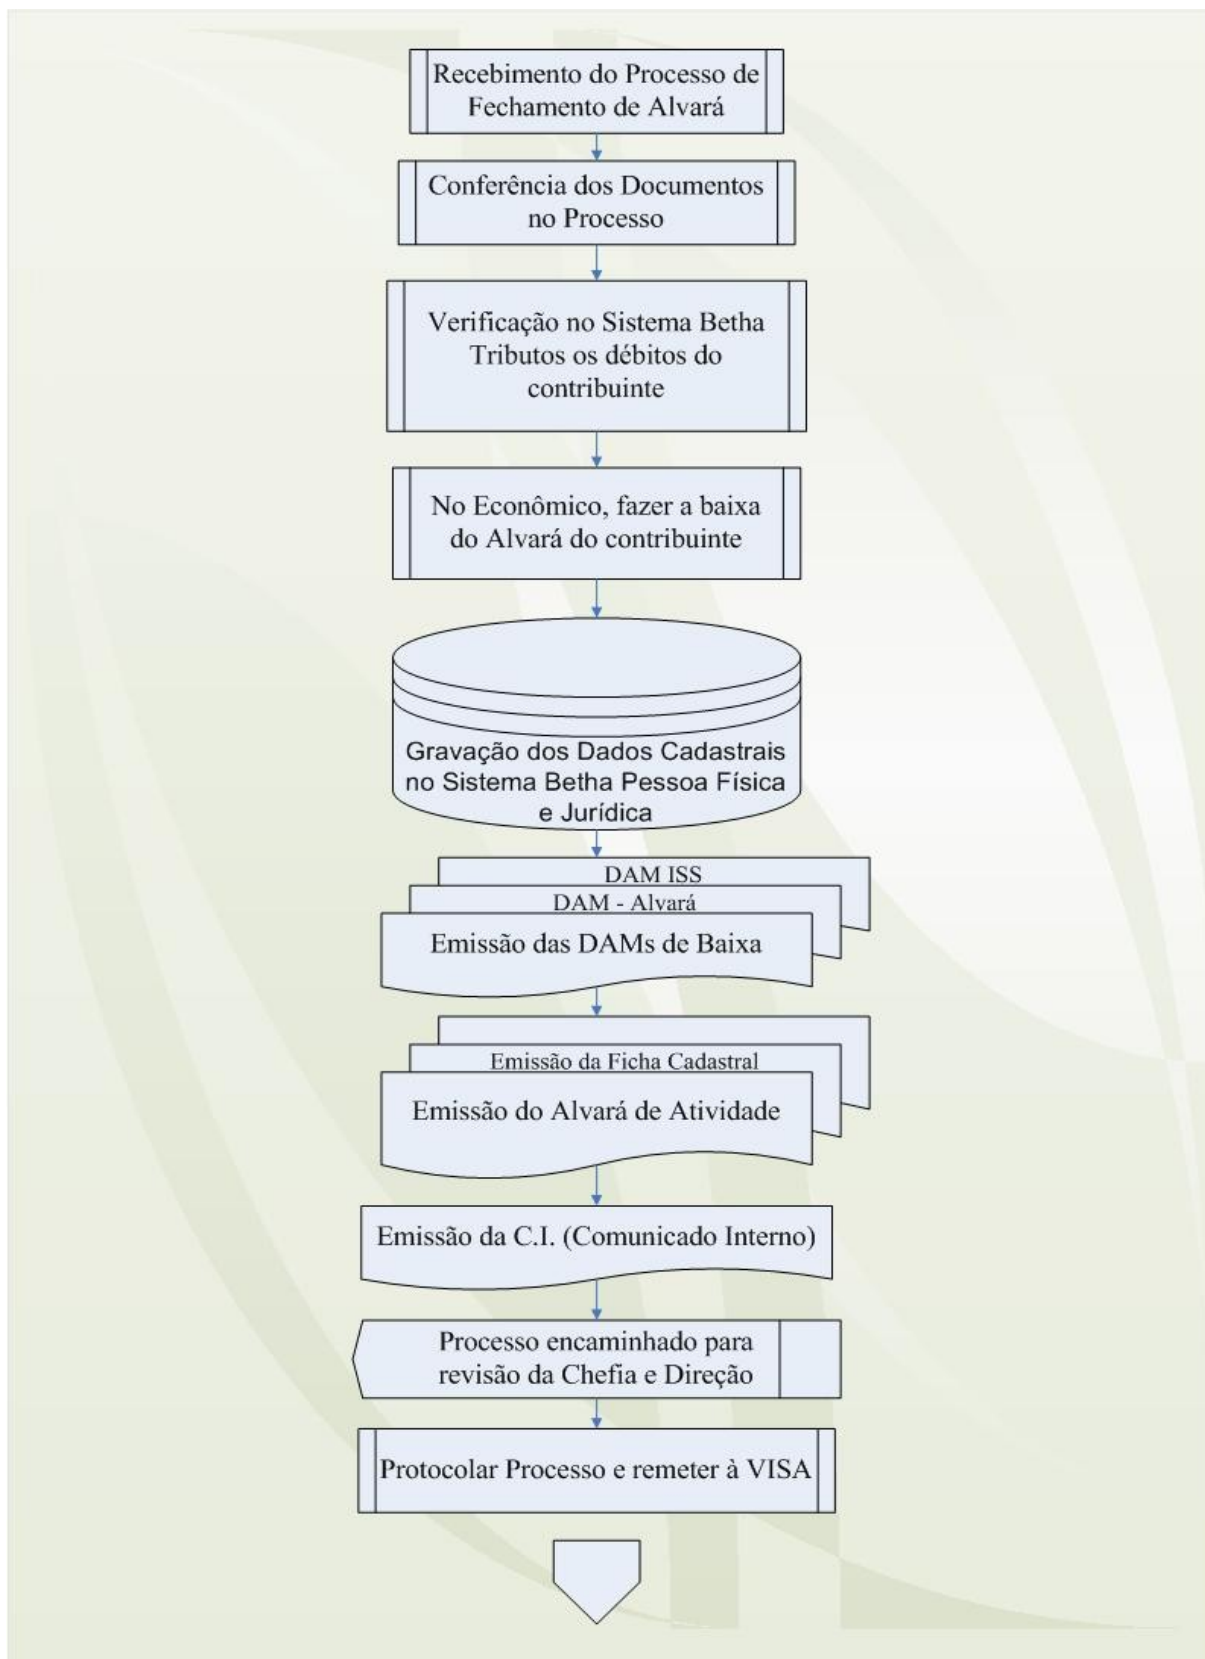 Recebimento do Processo de
Fechamento de Alvará
Conferência dos Documentos
no Processo
Verificação no Sistema Betha
Tributos os débitos do
contribuinte
No Econômico, fazer a baixa
do Alvará do contribuinte
Gravação dos Dados Cadastrais
no Sistema Betha Pessoa Física
e Jurídica
DAM ISS
DAM - Alvará
Emissão das DAMs de Baixa
Emissão da Ficha Cadastral
Emissão do Alvará de Atividade
Emissão da C.I. (Comunicado Interno)
Processo encaminhado para
revisão da Chefia e Direção
Protocolar Processo e remeter à VISA